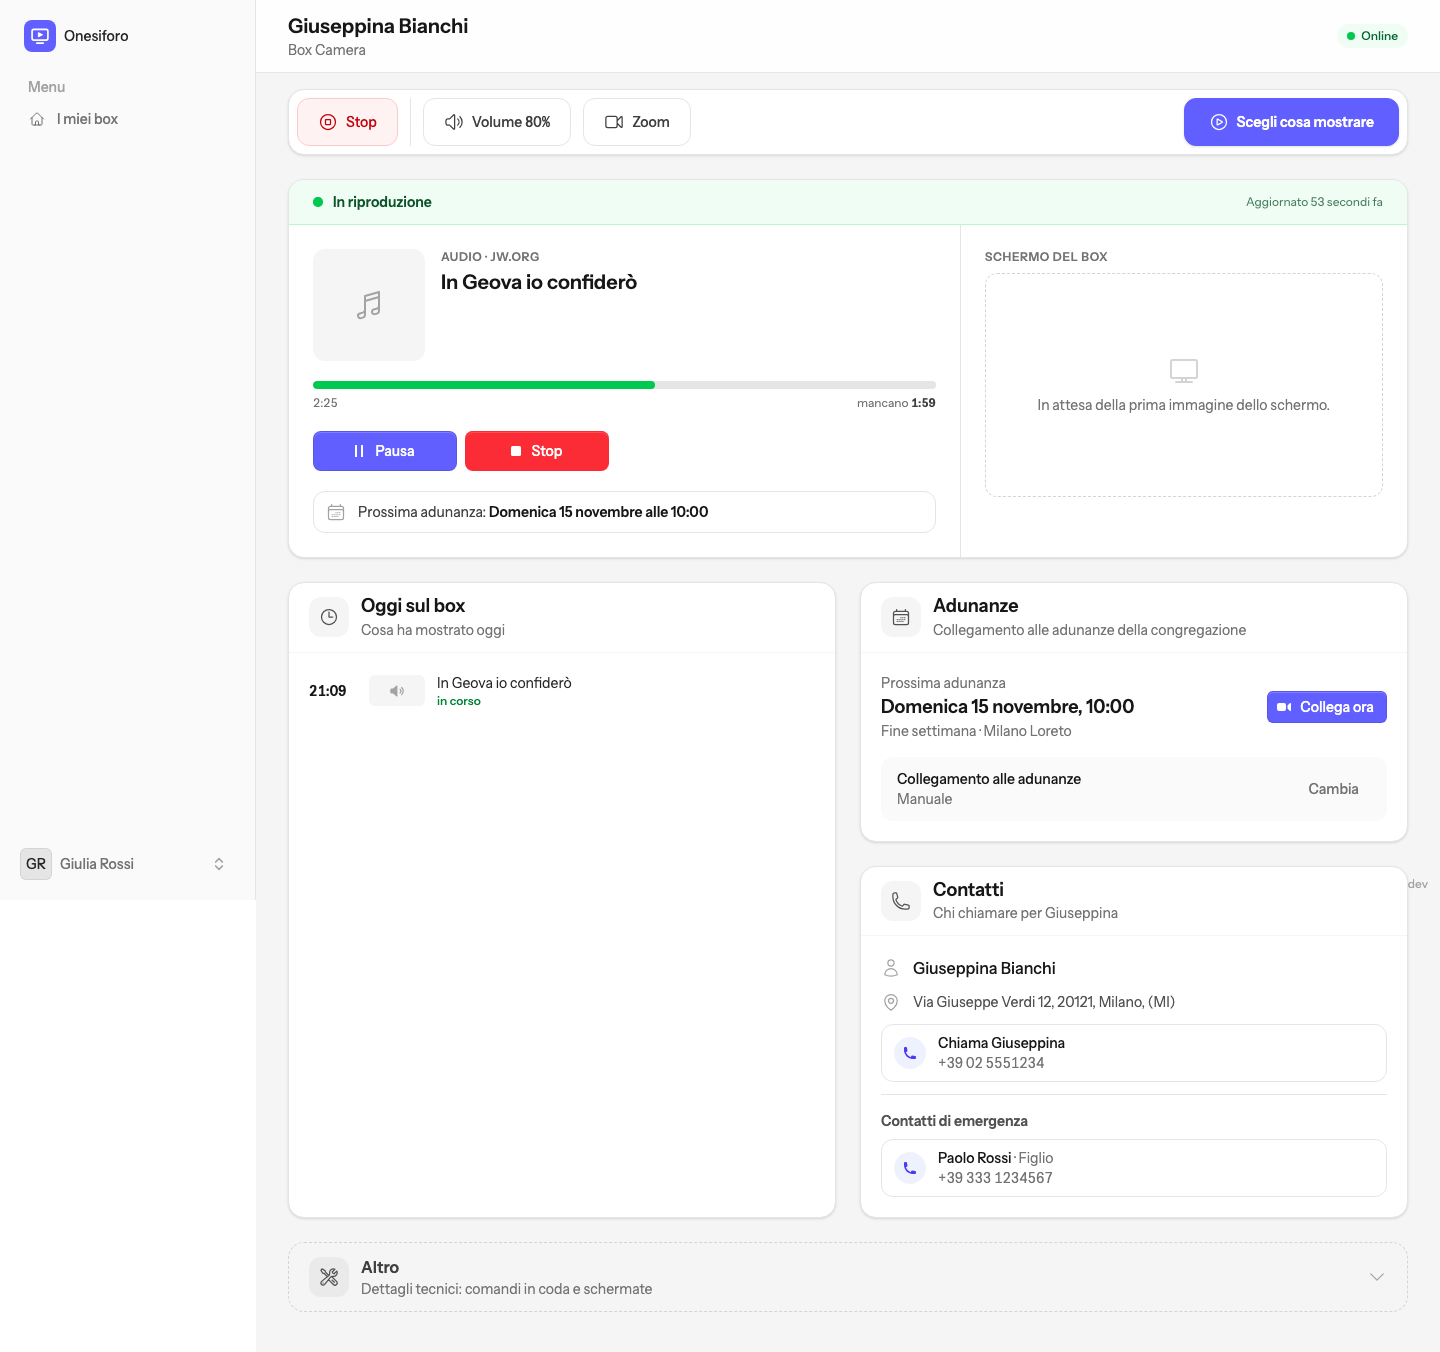 Onesiforo
Menu
I miei box
GR Giulia Rossi
Giuseppina Bianchi
Box Camera
Online
Stop
Volume 80%
Zoom
Scegli cosa mostrare
In riproduzione
Aggiornato 53 secondi fa
AUDIO · JW.ORG
In Geova io confiderò
2:25
mancano 1:59
Pausa
Stop
Prossima adunanza: Domenica 15 novembre alle 10:00
SCHERMO DEL BOX
In attesa della prima immagine dello schermo.
Oggi sul box
Cosa ha mostrato oggi
21:09
In Geova io confiderò
in corso
Adunanze
Collegamento alle adunanze della congregazione
Prossima adunanza
Domenica 15 novembre, 10:00
Fine settimana · Milano Loreto
Collega ora
Collegamento alle adunanze
Manuale
Cambia
Contatti
Chi chiamare per Giuseppina
dev
Giuseppina Bianchi
Via Giuseppe Verdi 12, 20121, Milano, (MI)
Chiama Giuseppina
+39 02 5551234
Contatti di emergenza
Paolo Rossi · Figlio
+39 333 1234567
Altro
Dettagli tecnici: comandi in coda e schermate